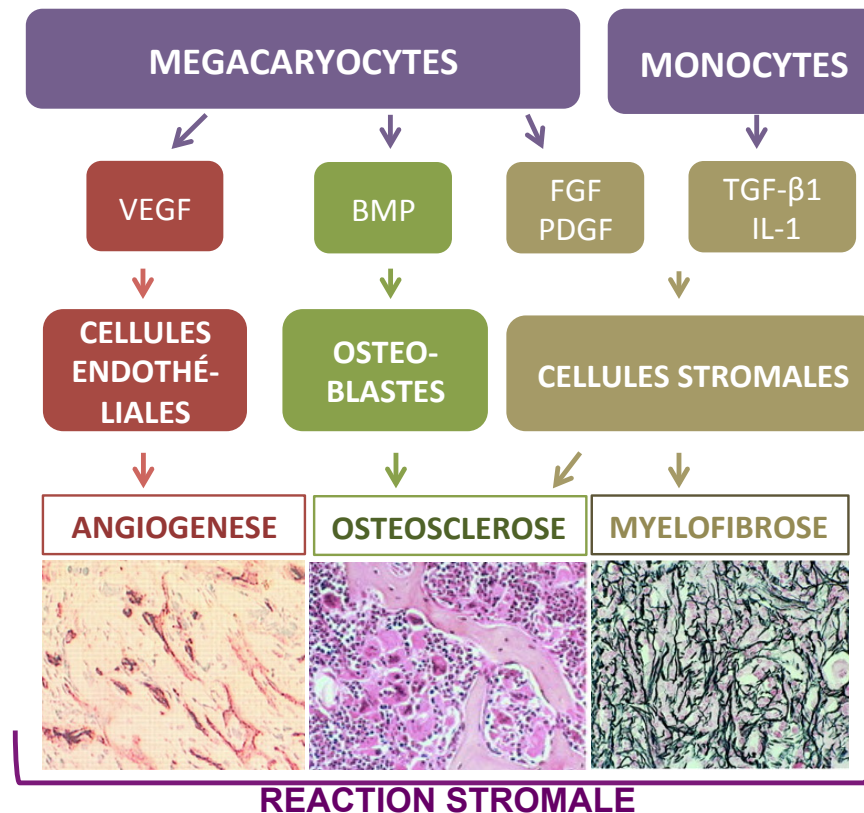 MEGACARYOCYTES
MONOCYTES
VEGF
BMP
FGF
PDGF
TGF-β1
IL-1
CELLULES
ENDOTHÉ-
LIALES
OSTEO-
BLASTES
CELLULES STROMALES
ANGIOGENESE
OSTEOSCLEROSE
MYELOFIBROSE
REACTION STROMALE